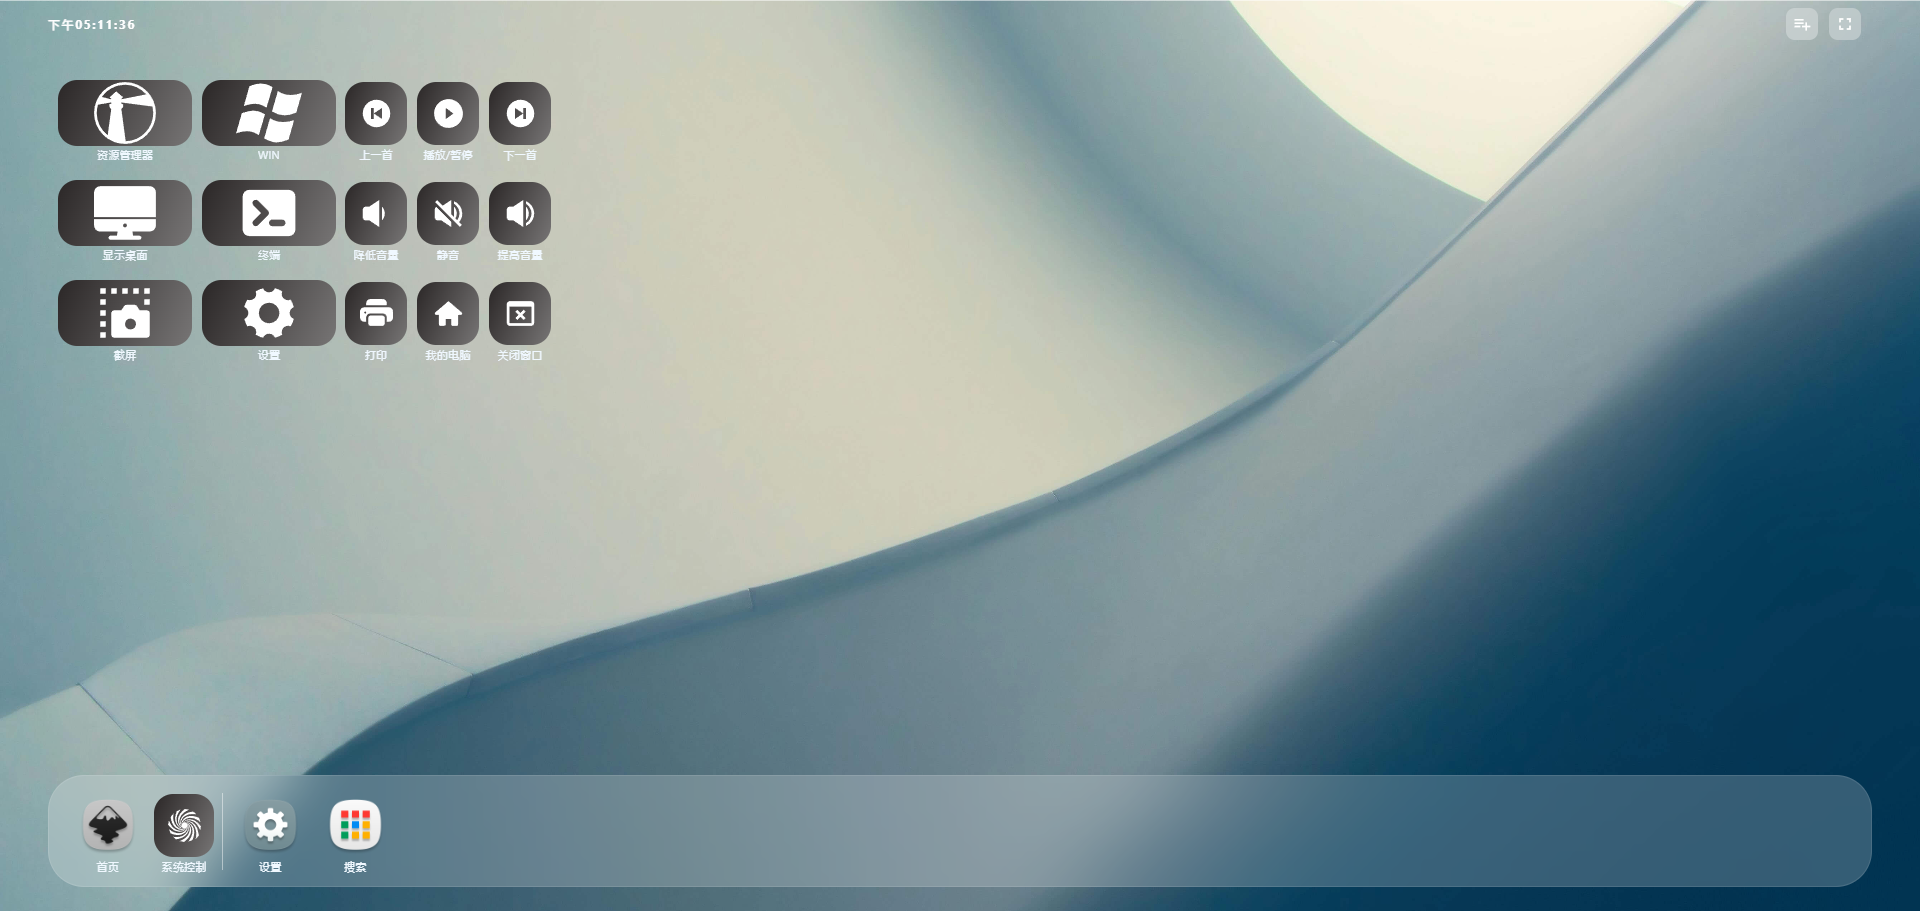 下午05:11:36
资源管理器
WIN
上一首
播放/暂停
下一首
显示桌面
终端
降低音量
静音
提高音量
截屏
设置
打印
我的电脑
关闭窗口
首页
系统控制
设置
搜索